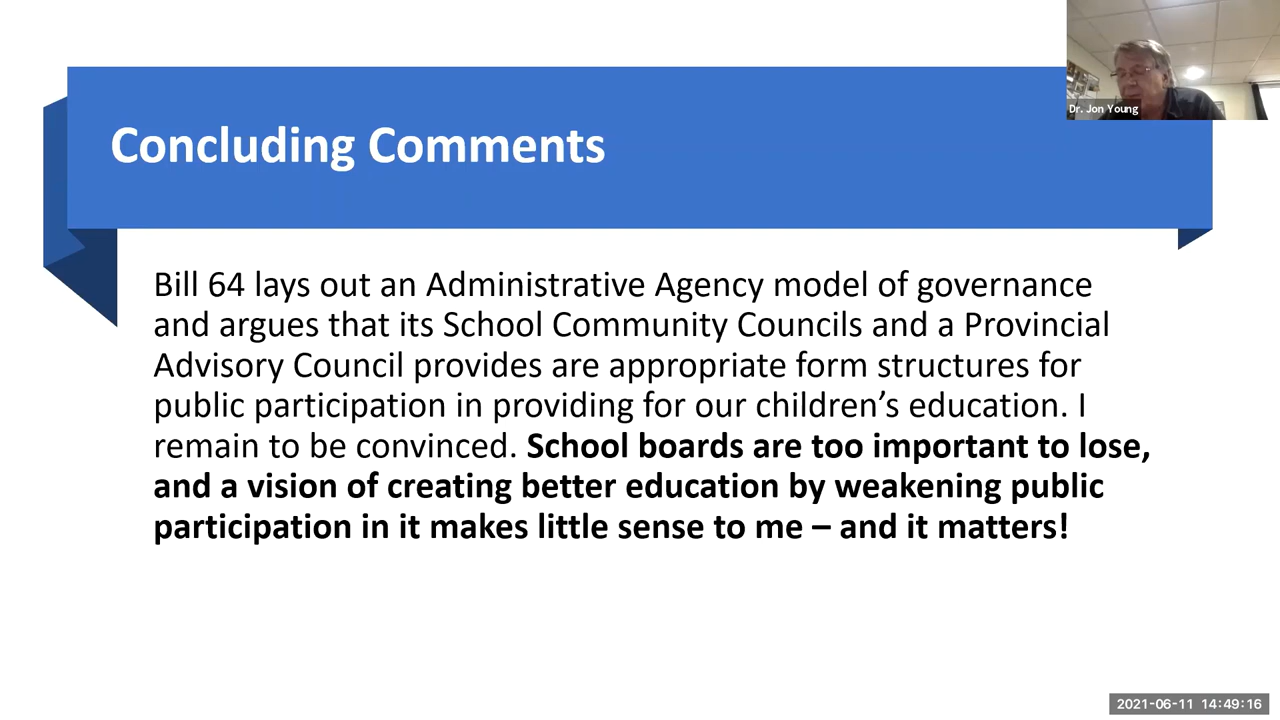 Dr. Jon Young
Concluding Comments
Bill 64 lays out an Administrative Agency model of governance
and argues that its School Community Councils and a Provincial
Advisory Council provides are appropriate form structures for
public participation in providing for our children’s education. I
remain to be convinced. School boards are too important to lose,
and a vision of creating better education by weakening public
participation in it makes little sense to me – and it matters!
2021-06-11 14:49:16